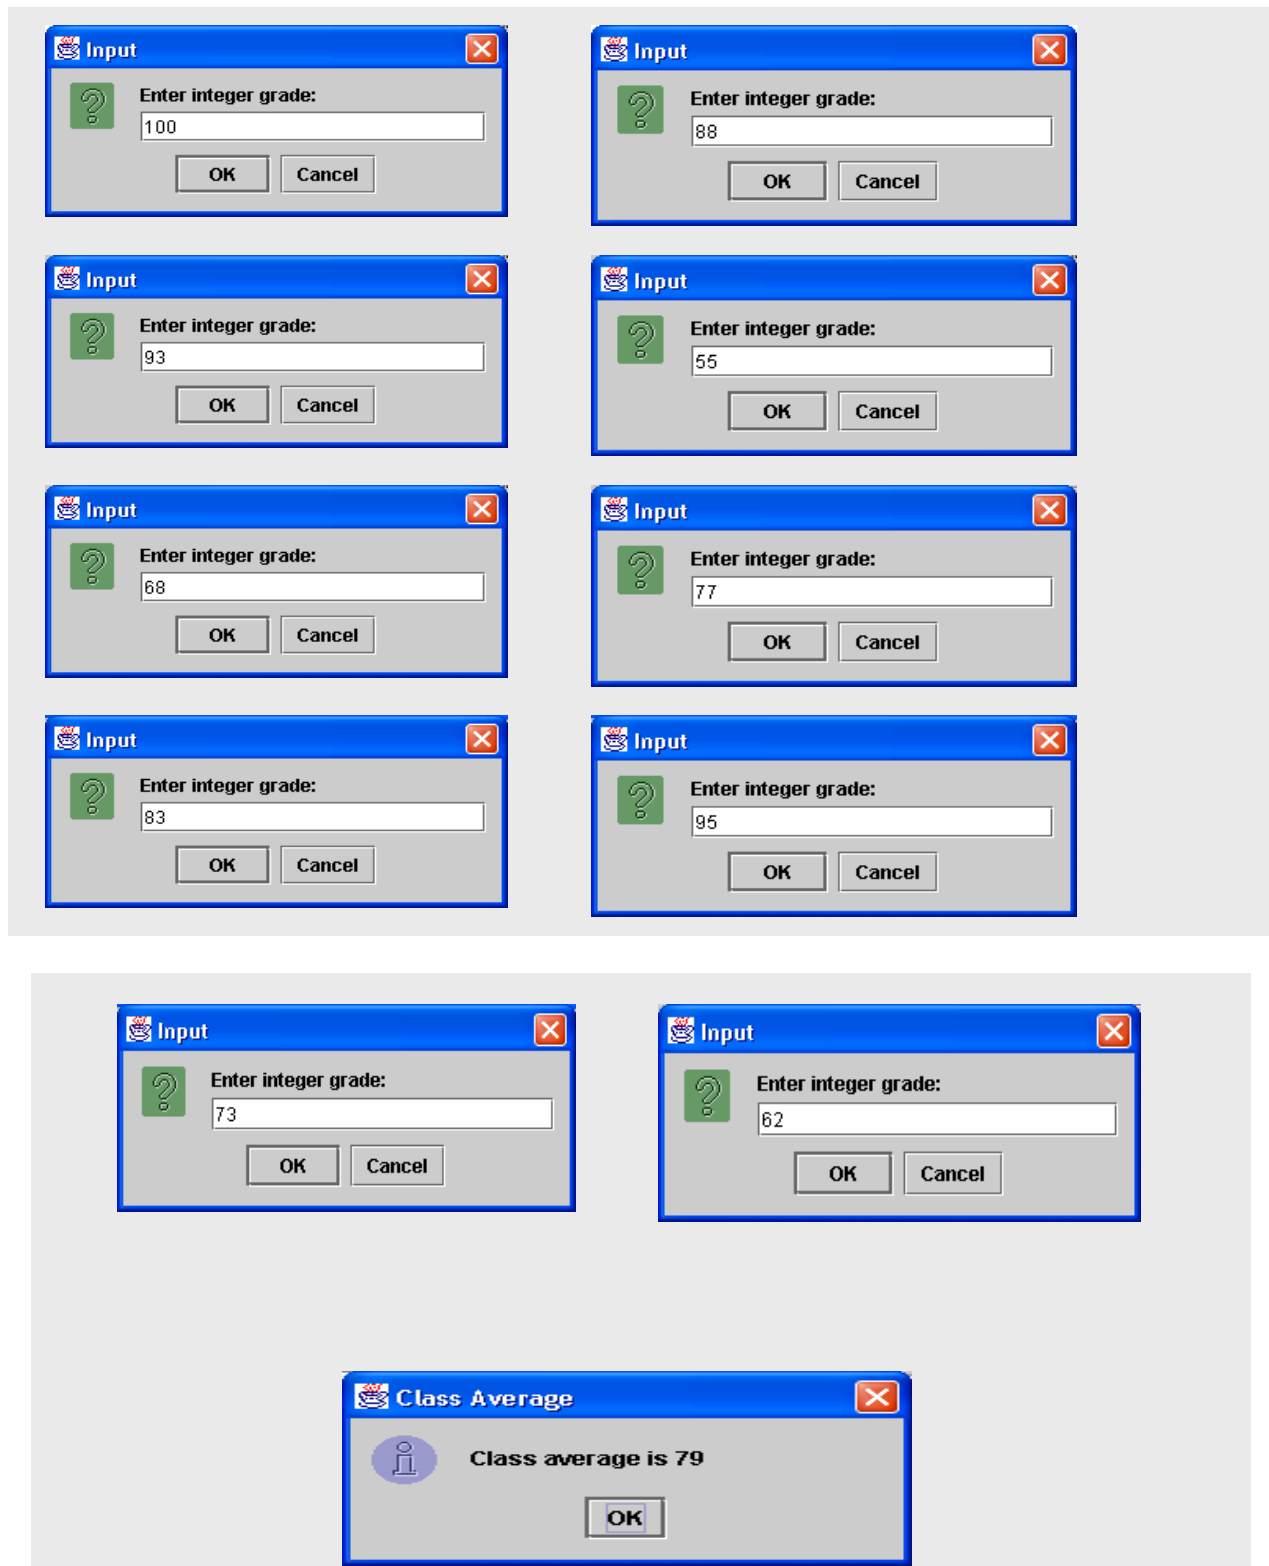 Input
Enter integer grade:
100
OK Cancel
Input
Enter integer grade:
88
OK Cancel
Input
Enter integer grade:
93
OK Cancel
Input
Enter integer grade:
55
OK Cancel
Input
Enter integer grade:
68
OK Cancel
Input
Enter integer grade:
77
OK Cancel
Input
Enter integer grade:
83
OK Cancel
Input
Enter integer grade:
95
OK Cancel
Input
Enter integer grade:
73
OK Cancel
Input
Enter integer grade:
62
OK Cancel
Class Average
Class average is 79
OK